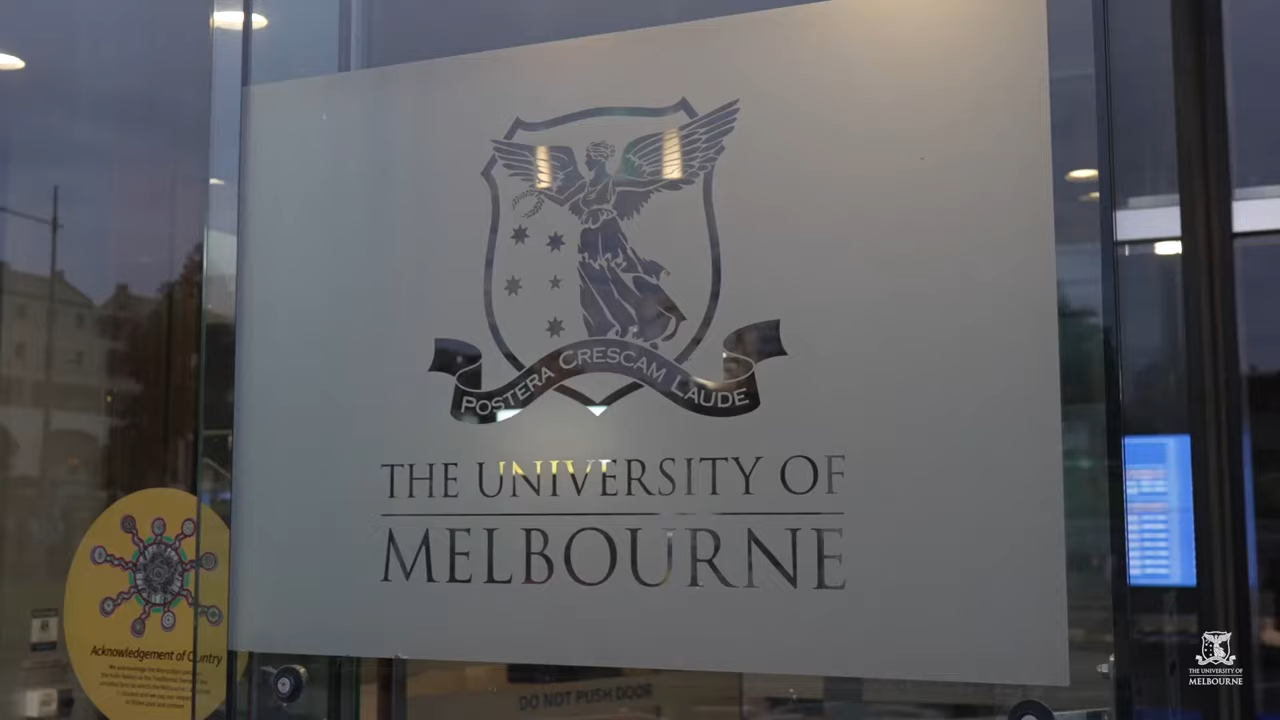 POSTERA CRESCAM LAUDE
THE UNIVERSITY OF
MELBOURNE
Acknowledgement of Country
DO NOT PUSH DOOR
THE UNIVERSITY OF
MELBOURNE